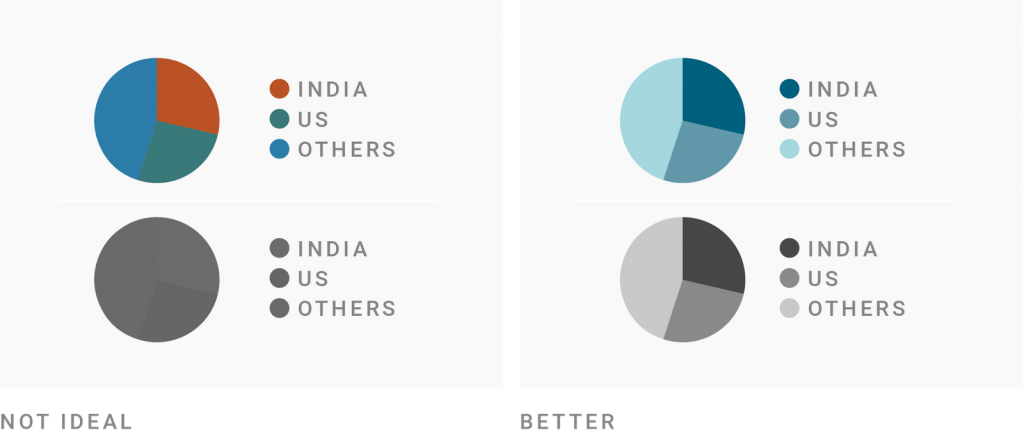 INDIA
US
OTHERS
INDIA
US
OTHERS
NOT IDEAL
INDIA
US
OTHERS
INDIA
US
OTHERS
BETTER